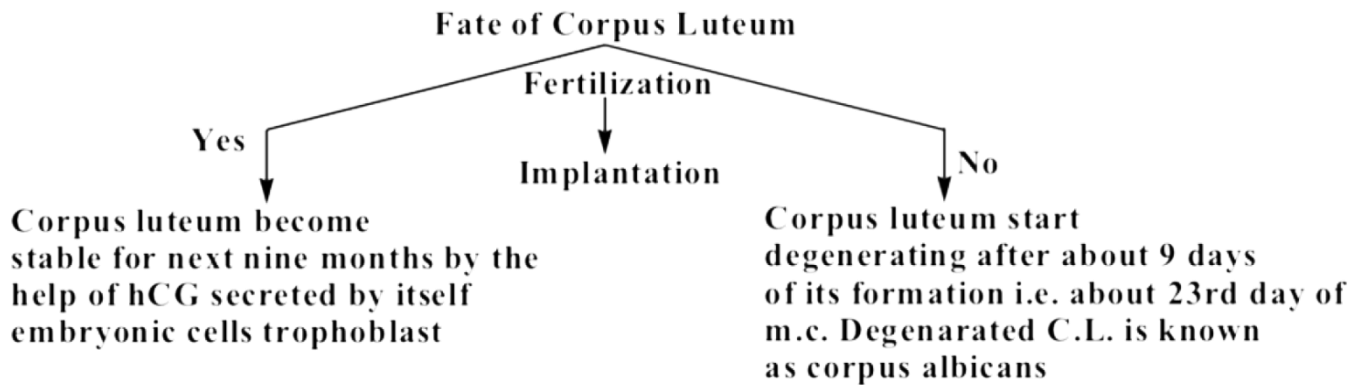 Fate of Corpus Luteum
Fertilization
Yes
Implantation
No
Corpus luteum become
stable for next nine months by the
help of hCG secreted by itself
embryonic cells trophoblast
Corpus luteum start
degenerating after about 9 days
of its formation i.e. about 23rd day of
m.c. Degenarated C.L. is known
as corpus albicans